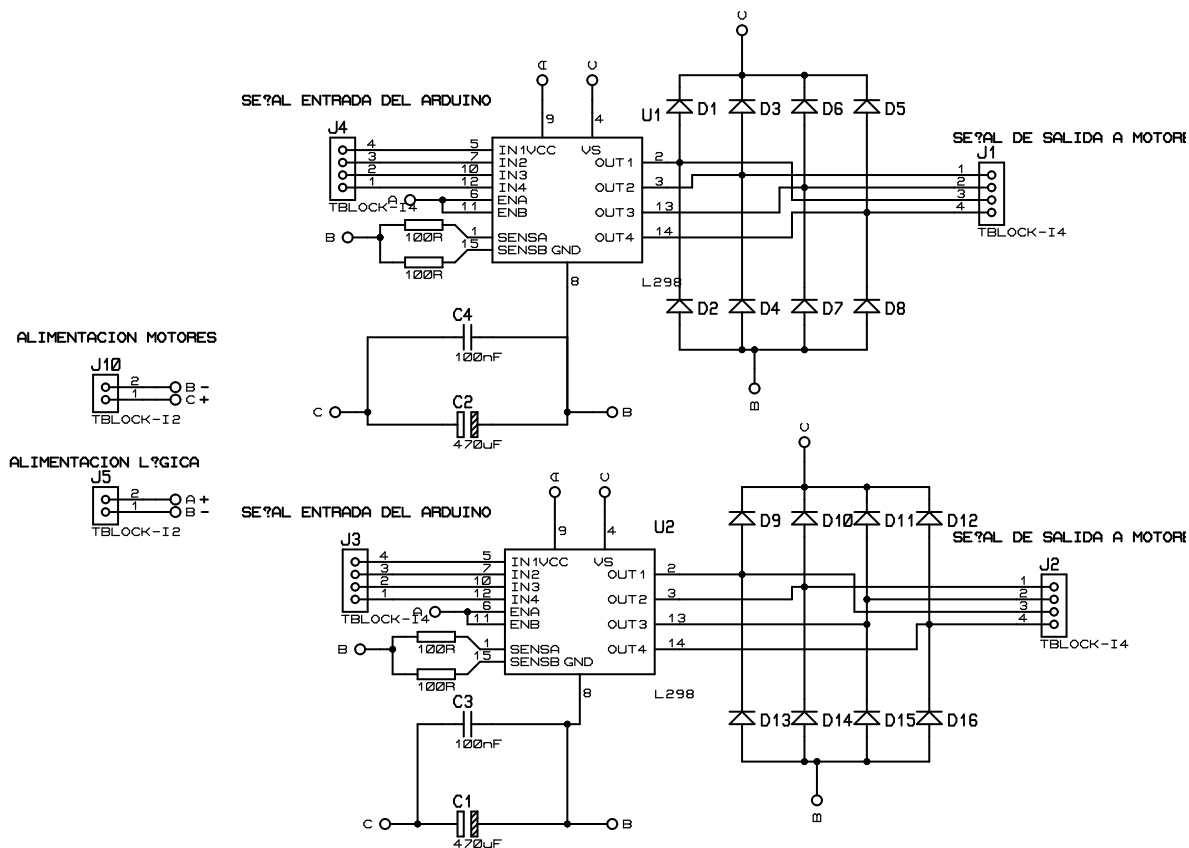 C
A C
SE?AL ENTRADA DEL ARDUINO
D1 D3 D6 D5
U1
J4
9 4
SE?AL DE SALIDA A MOTORE
J1
4 5 IN1 VCC VS OUT1 2
3 7 IN2
2 10 IN3 OUT2 3
1 12 IN4
A 6 ENA
11 ENB OUT3 13
TBLOCK-I4
1
2
3
4
TBLOCK-I4
B 100R 1 SENSA OUT4 14
15 SENSB GND
100R
8
L298
D2 D4 D7 D8
C4
100nF
ALIMENTACION MOTORES
J10
2 B -
1 C +
TBLOCK-I2
B
C C2 B
470uF
C
ALIMENTACION L?GICA
J5
2 A +
1 B -
TBLOCK-I2
A C
SE?AL ENTRADA DEL ARDUINO
D9 D10 D11 D12
U2
J3
9 4
SE?AL DE SALIDA A MOTORE
J2
4 5 IN1 VCC VS
3 7 IN2 OUT1 2
2 10 IN3
1 12 IN4 OUT2 3
A 6 ENA
11 ENB OUT3 13
TBLOCK-I4
1
2
3
4
TBLOCK-I4
B 100R 1 SENSA OUT4 14
15 SENSB GND
100R
8
L298
C3
100nF
D13 D14 D15 D16
B
C C1 B
470uF